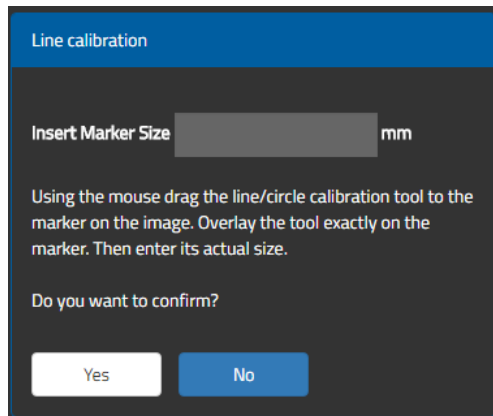 Line calibration
Insert Marker Size mm
Using the mouse drag the line/circle calibration tool to the
marker on the image. Overlay the tool exactly on the
marker. Then enter its actual size.
Do you want to confirm?
Yes No